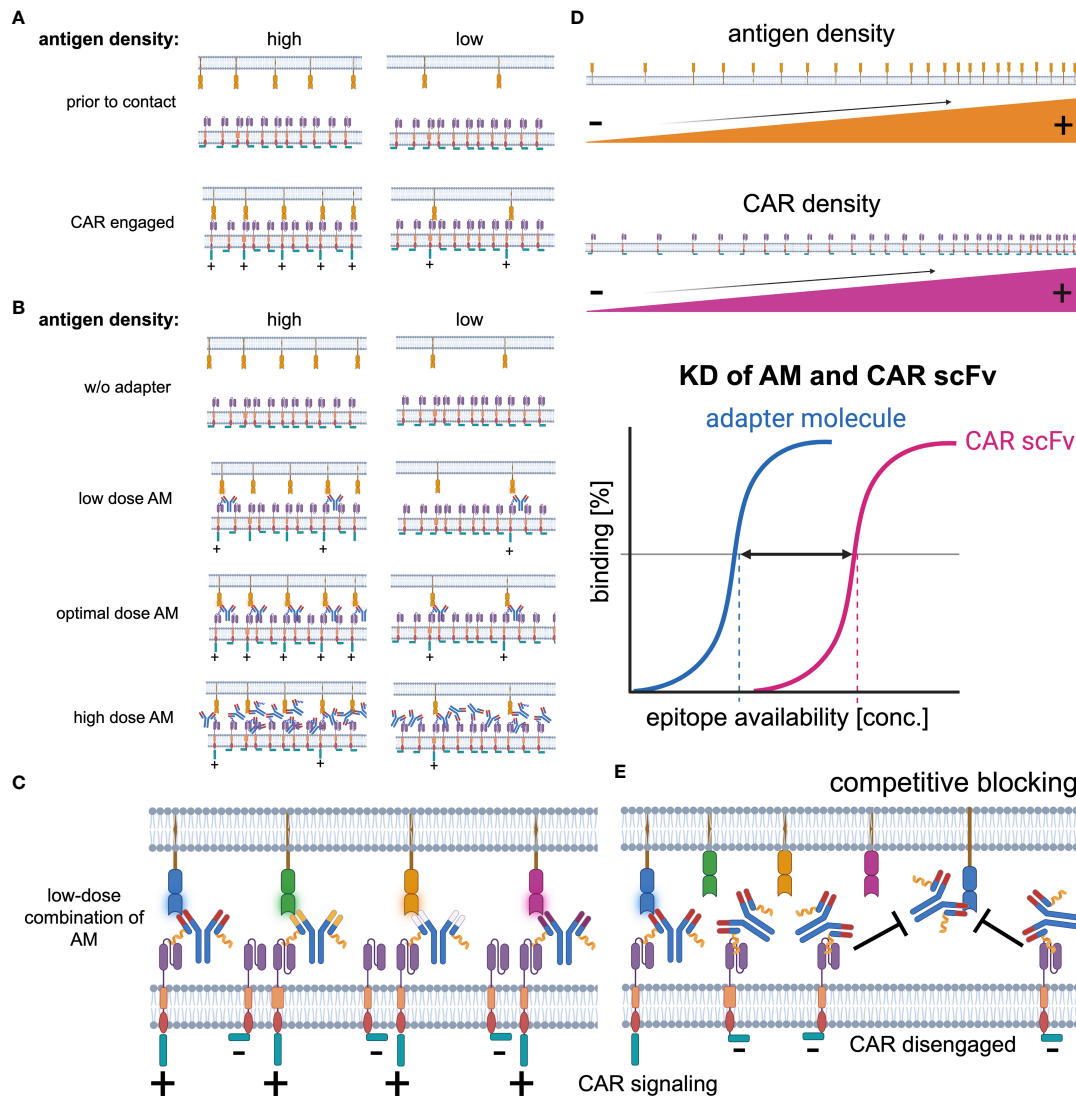 A
antigen density:
high
low
prior to contact
CAR engaged
+ + + + +
+ +
B
antigen density:
high
low
w/o adapter
low dose AM
+ +
+
optimal dose AM
+ + + + +
+ +
high dose AM
+ +
+
C
low-dose
combination of
AM
- - -
+ + + +
CAR signaling
D
antigen density
- +
CAR density
- +
KD of AM and CAR scFv
adapter molecule
CAR scFv
binding [%]
epitope availability [conc.]
E
competitive blocking
- - -
CAR disengaged